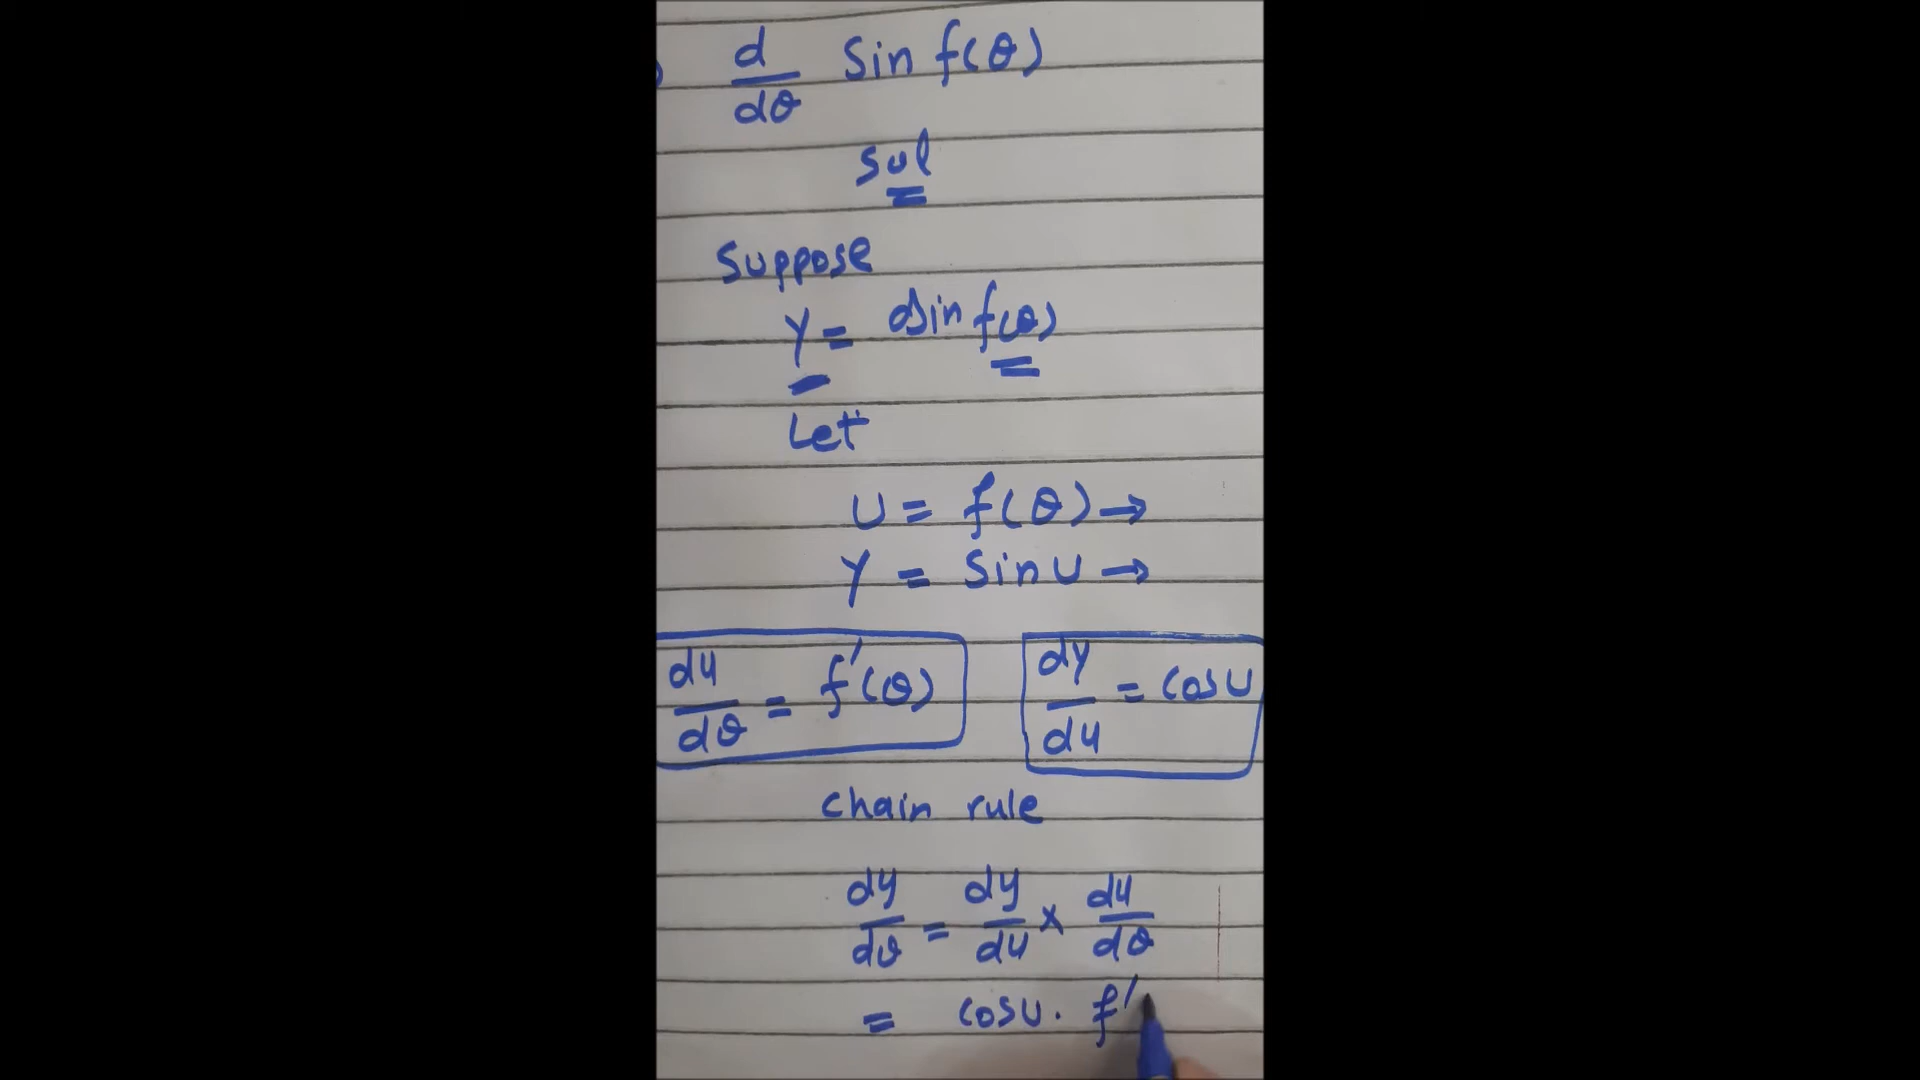 d/dθ Sin f(θ)
Sol
Suppose
Y = Sin f(θ)
Let
U = f(θ) →
Y = Sin U →
du/dθ = f'(θ) dy/du = Cos U
Chain rule
dy/dθ = dy/du × du/dθ
= Cos U . f'